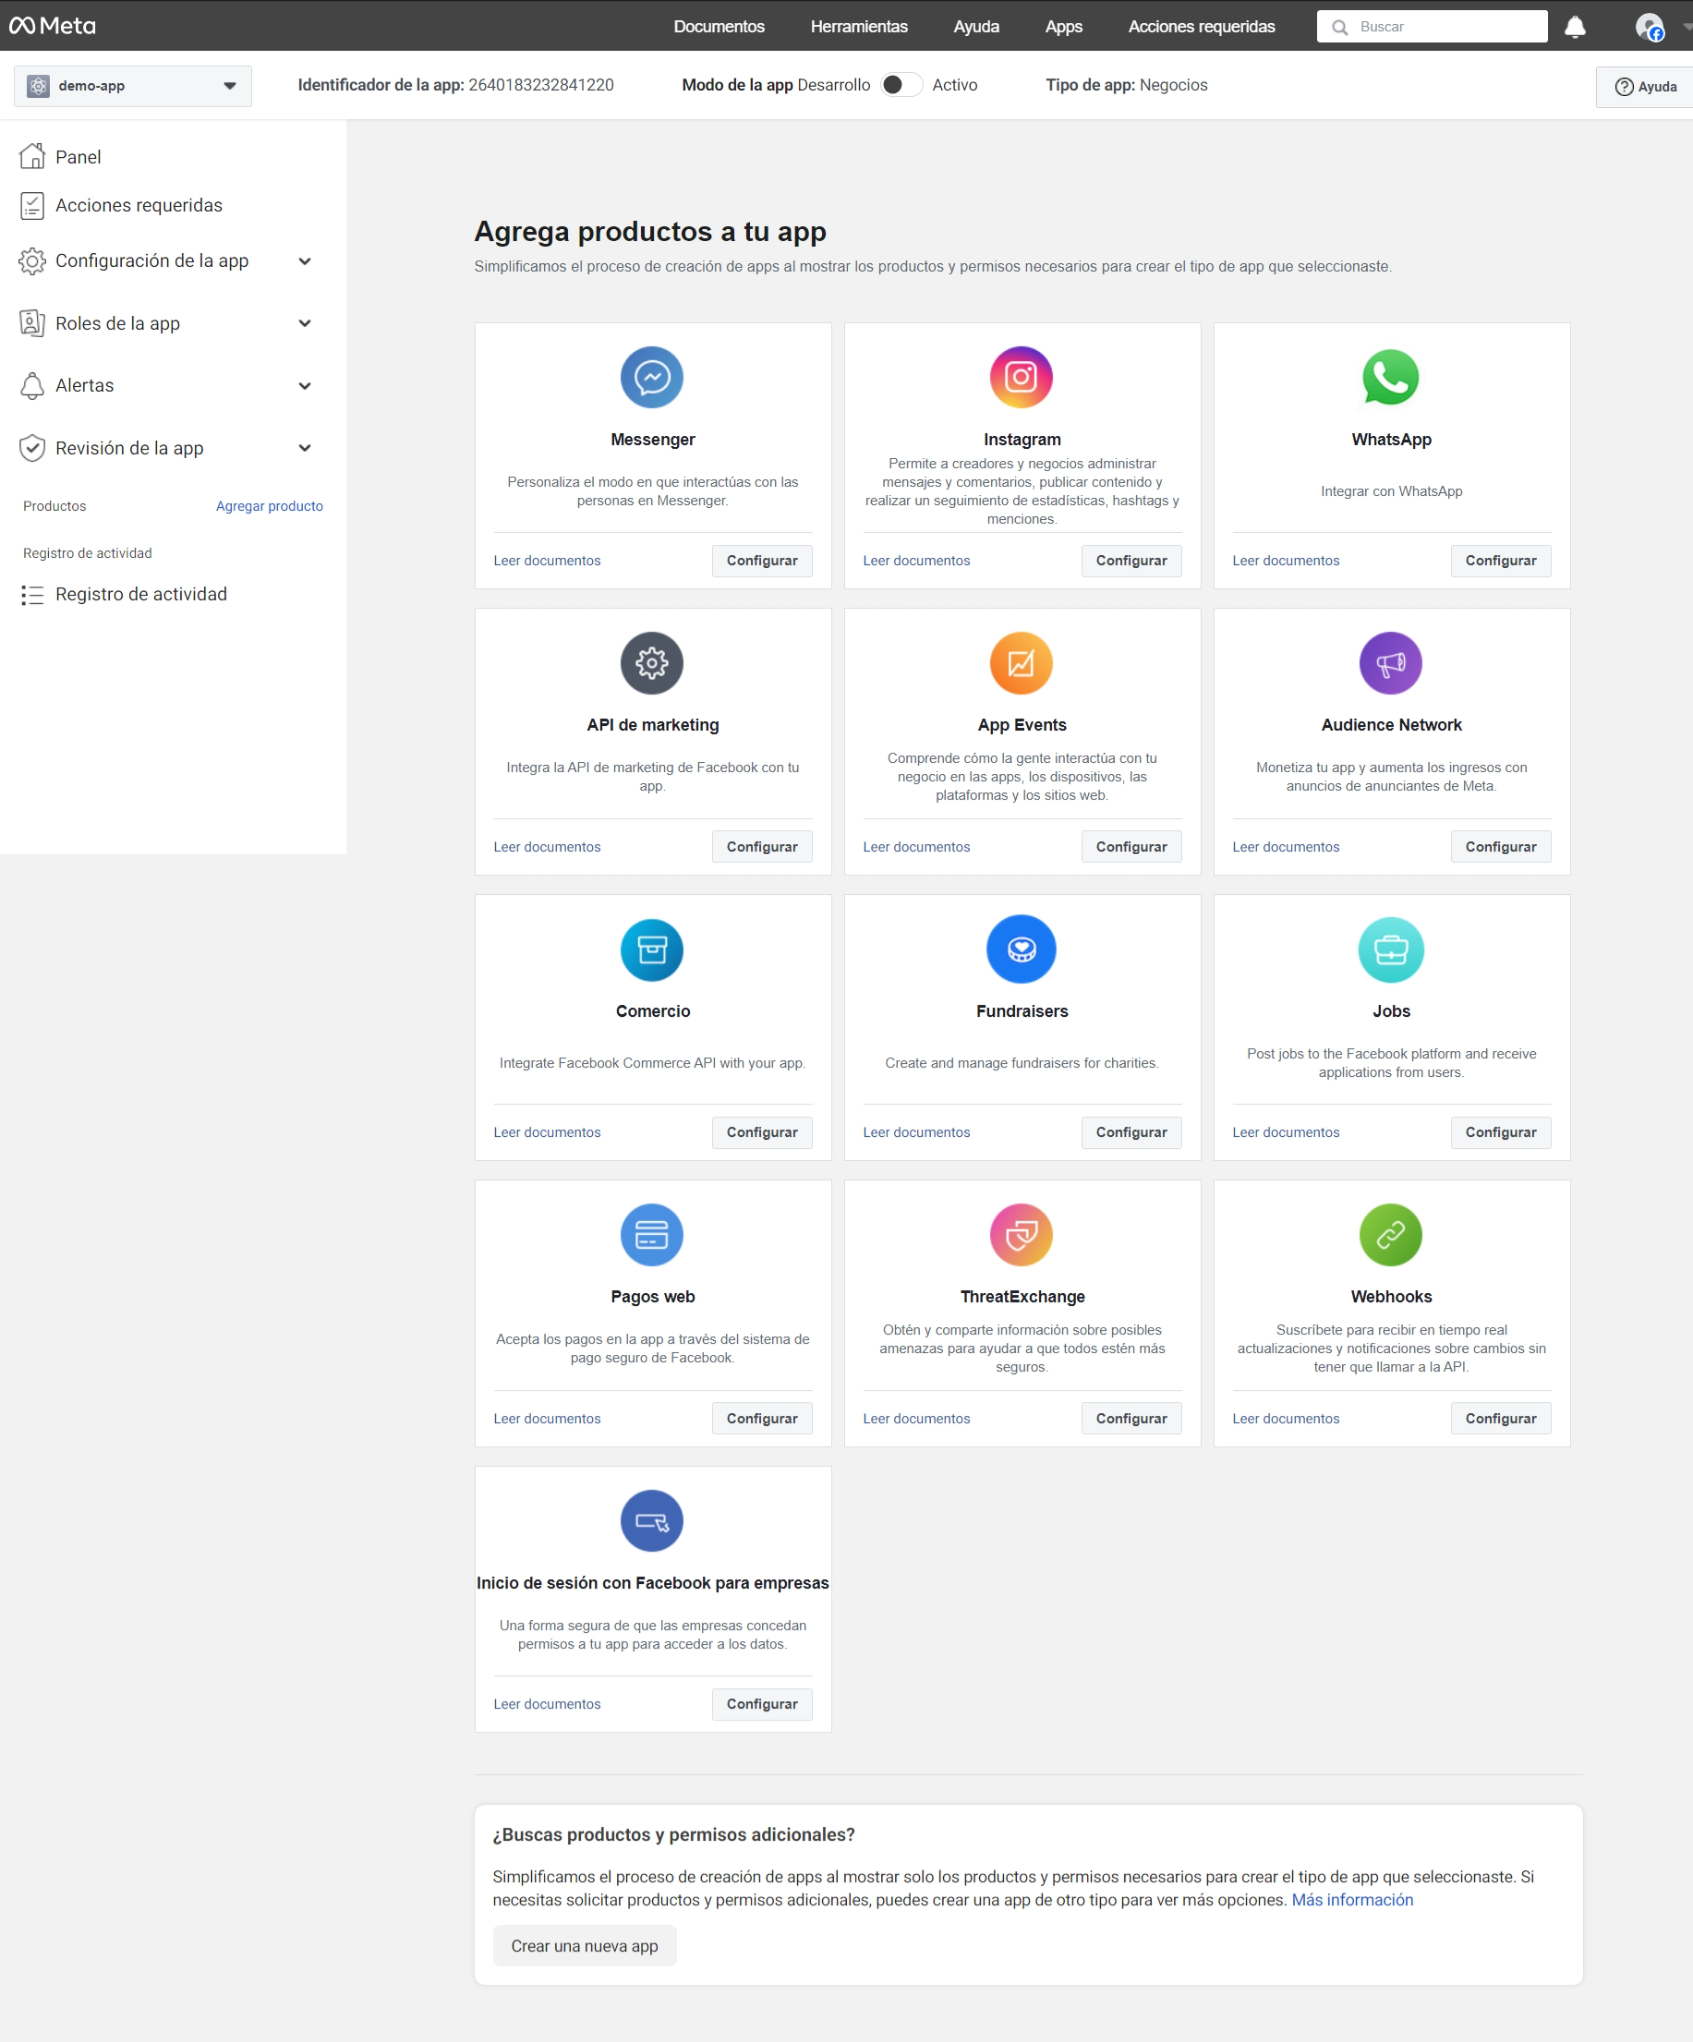 Meta
Documentos
Herramientas
Ayuda
Apps
Acciones requeridas
Buscar
demo-app
Identificador de la app: 2640183232841220
Modo de la app Desarrollo
Activo
Tipo de app: Negocios
Ayuda
Panel
Acciones requeridas
Configuración de la app
Roles de la app
Alertas
Revisión de la app
Productos
Agregar producto
Registro de actividad
Registro de actividad
Agrega productos a tu app
Simplificamos el proceso de creación de apps al mostrar los productos y permisos necesarios para crear el tipo de app que seleccionaste.
Messenger
Personaliza el modo en que interactúas con las
personas en Messenger.
Leer documentos
Configurar
Instagram
Permite a creadores y negocios administrar
mensajes y comentarios, publicar contenido y
realizar un seguimiento de estadísticas, hashtags y
menciones.
Leer documentos
Configurar
WhatsApp
Integrar con WhatsApp
Leer documentos
Configurar
API de marketing
Integra la API de marketing de Facebook con tu
app.
Leer documentos
Configurar
App Events
Comprende cómo la gente interactúa con tu
negocio en las apps, los dispositivos, las
plataformas y los sitios web.
Leer documentos
Configurar
Audience Network
Monetiza tu app y aumenta los ingresos con
anuncios de anunciantes de Meta.
Leer documentos
Configurar
Comercio
Integrate Facebook Commerce API with your app.
Leer documentos
Configurar
Fundraisers
Create and manage fundraisers for charities.
Leer documentos
Configurar
Jobs
Post jobs to the Facebook platform and receive
applications from users.
Leer documentos
Configurar
Pagos web
Acepta los pagos en la app a través del sistema de
pago seguro de Facebook.
Leer documentos
Configurar
ThreatExchange
Obtén y comparte información sobre posibles
amenazas para ayudar a que todos estén más
seguros.
Leer documentos
Configurar
Webhooks
Suscríbete para recibir en tiempo real
actualizaciones y notificaciones sobre cambios sin
tener que llamar a la API.
Leer documentos
Configurar
Inicio de sesión con Facebook para empresas
Una forma segura de que las empresas concedan
permisos a tu app para acceder a los datos.
Leer documentos
Configurar
¿Buscas productos y permisos adicionales?
Simplificamos el proceso de creación de apps al mostrar solo los productos y permisos necesarios para crear el tipo de app que seleccionaste. Si
necesitas solicitar productos y permisos adicionales, puedes crear una app de otro tipo para ver más opciones. Más información
Crear una nueva app